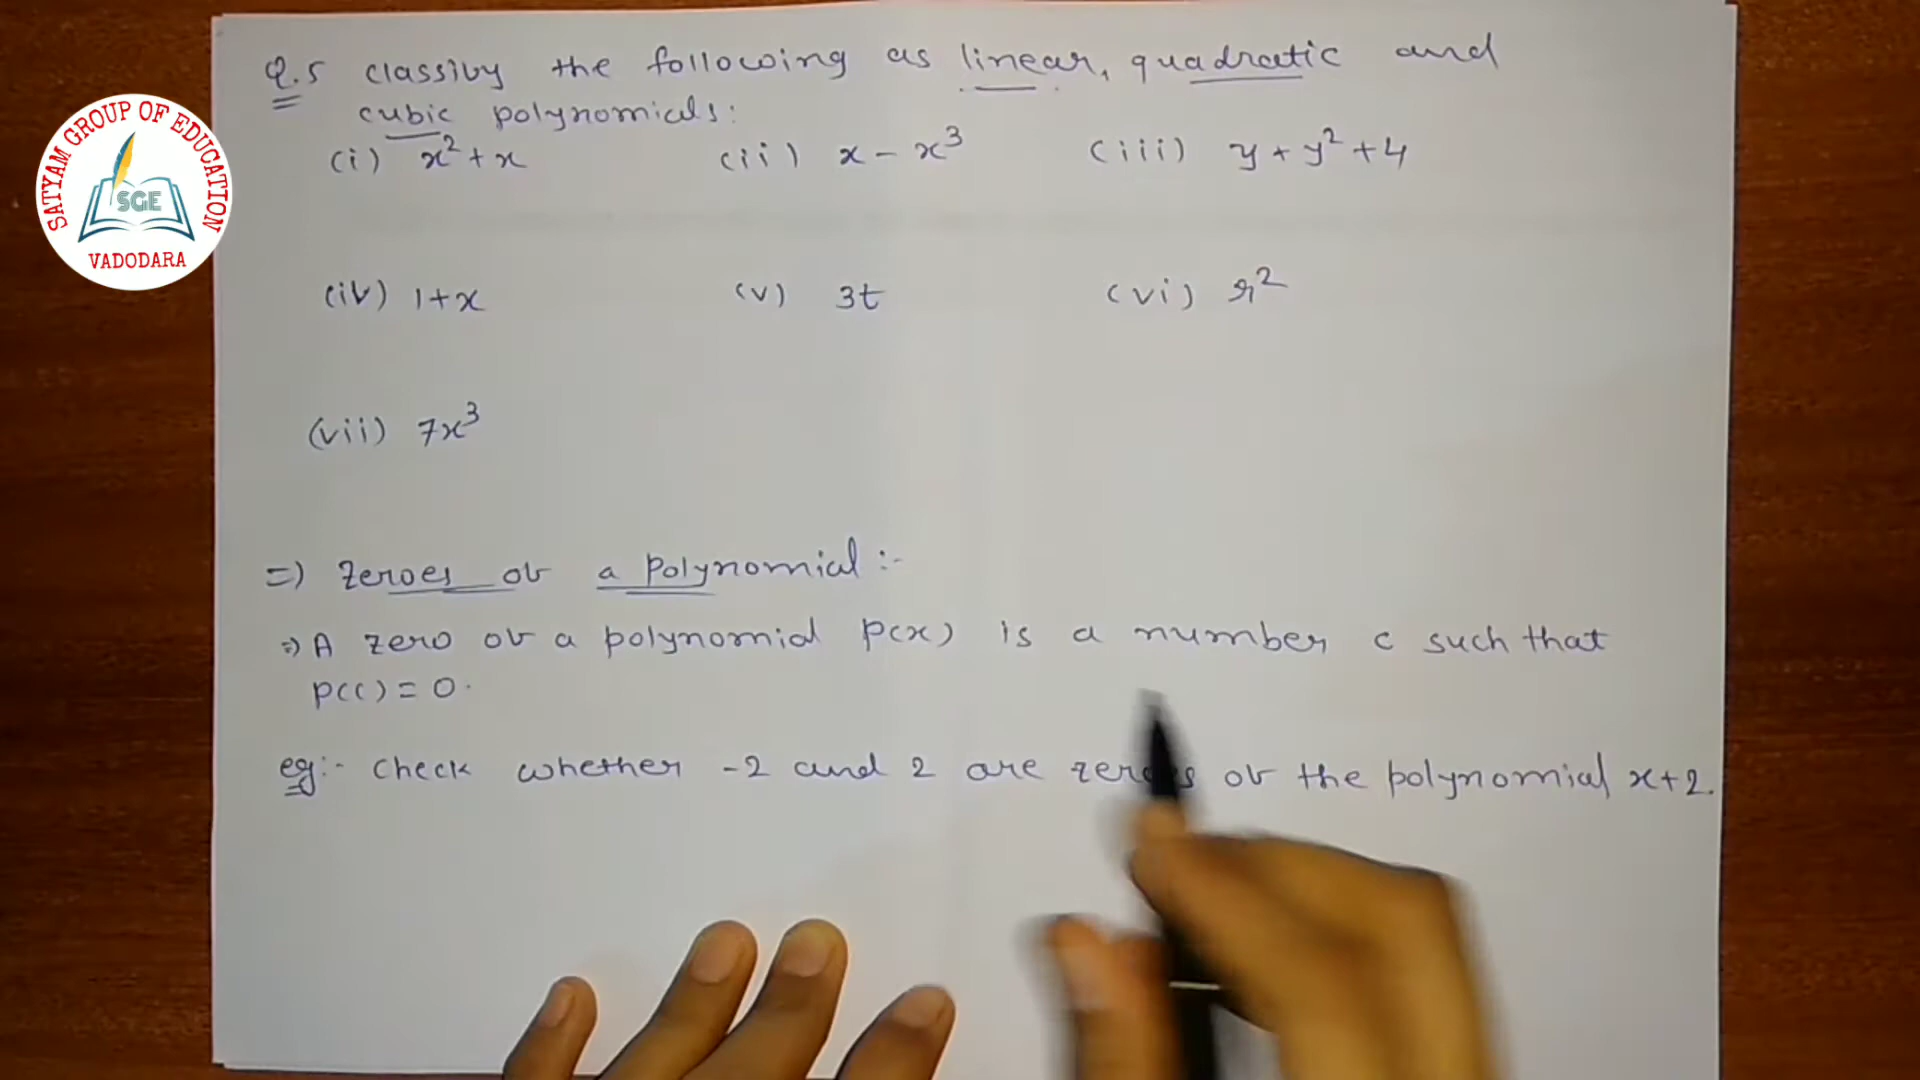 Q.5 classify the following as linear, quadratic and
cubic polynomials:
(i) x²+x (ii) x - x³ (iii) y + y² + 4
(iv) 1+x (v) 3t (vi) r²
(vii) 7x³
=) Zeroes of a polynomial :-
=) A zero of a polynomial p(x) is a number c such that
p(c) = 0.
eg:- Check whether -2 and 2 are zeroes of the polynomial x+2.
SATYAM GROUP OF EDUCATION
SGE
VADODARA